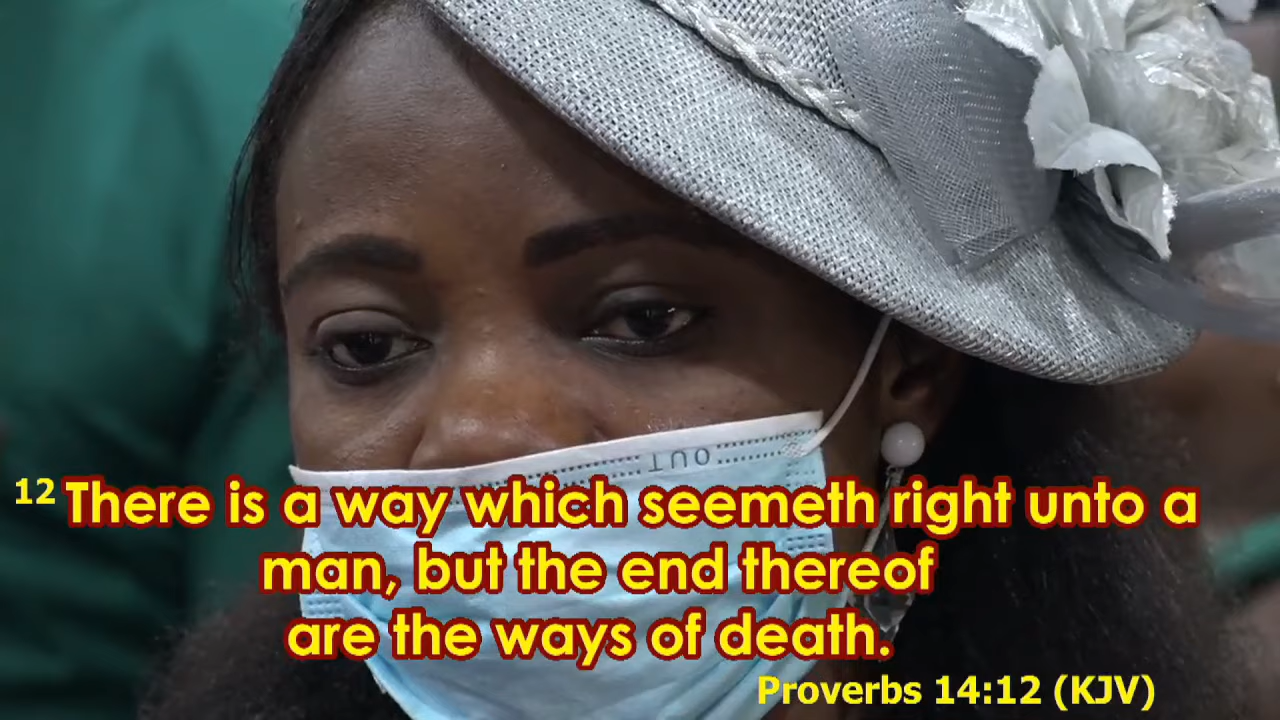 OUT
12 There is a way which seemeth right unto a
man, but the end thereof
are the ways of death.
Proverbs 14:12 (KJV)